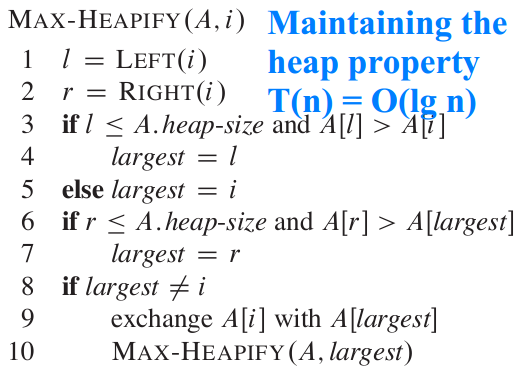 MAX-HEAPIFY(A, i)
Maintaining the
heap property
T(n) = O(lg n)
1 l = LEFT(i)
2 r = RIGHT(i)
3 if l ≤ A.heap-size and A[l] > A[i]
4 largest = l
5 else largest = i
6 if r ≤ A.heap-size and A[r] > A[largest]
7 largest = r
8 if largest ≠ i
9 exchange A[i] with A[largest]
10 MAX-HEAPIFY(A, largest)